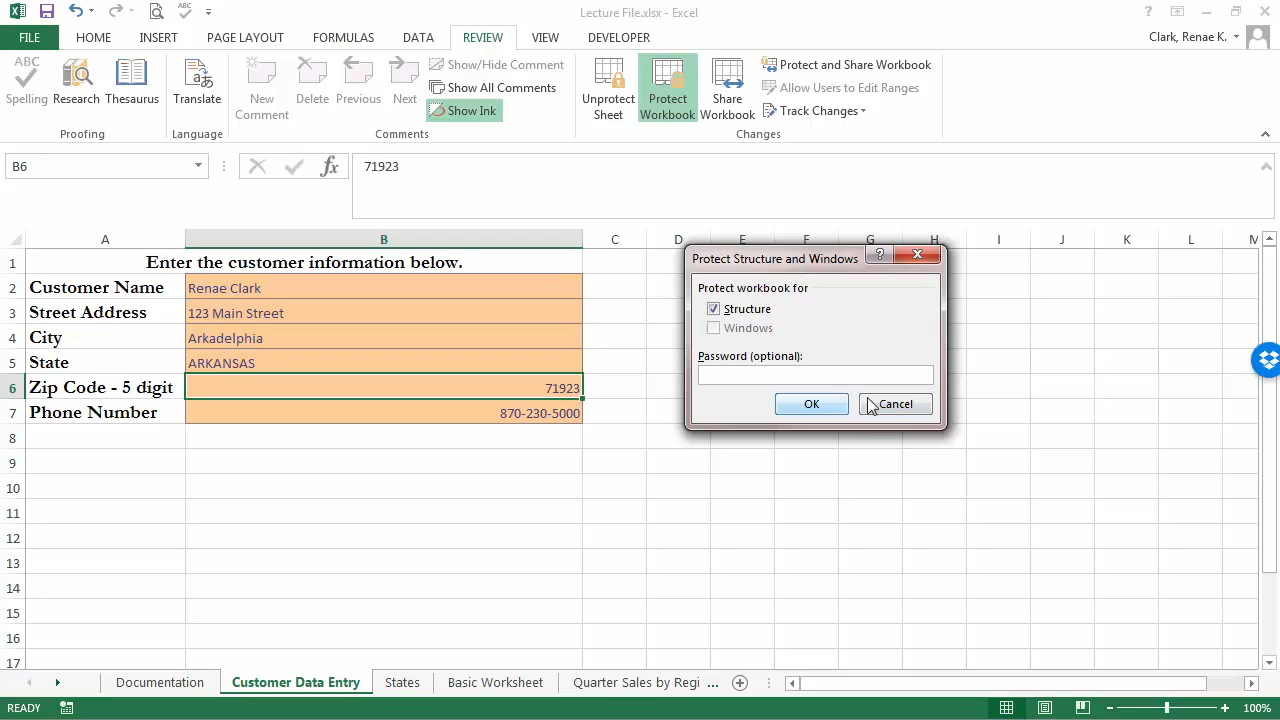 ABC
Lecture File.xlsx - Excel
FILE
HOME
INSERT
PAGE LAYOUT
FORMULAS
DATA
REVIEW
VIEW
DEVELOPER
Clark, Renae K.
ABC
Spelling
Research
Thesaurus
Proofing
Translate
Language
New
Comment
Delete
Previous
Next
Show/Hide Comment
Show All Comments
Show Ink
Comments
Unprotect
Sheet
Protect
Workbook
Share
Workbook
Protect and Share Workbook
Allow Users to Edit Ranges
Track Changes
Changes
B6
fx
71923
A B C D E F G H I J K L M
1 Enter the customer information below.
2 Customer Name Renae Clark
3 Street Address 123 Main Street
4 City Arkadelphia
5 State ARKANSAS
6 Zip Code - 5 digit 71923
7 Phone Number 870-230-5000
8
9
10
11
12
13
14
15
16
17
Protect Structure and Windows
Protect workbook for
Structure
Windows
Password (optional):
OK
Cancel
Documentation
Customer Data Entry
States
Basic Worksheet
Quarter Sales by Regi ...
READY
100%